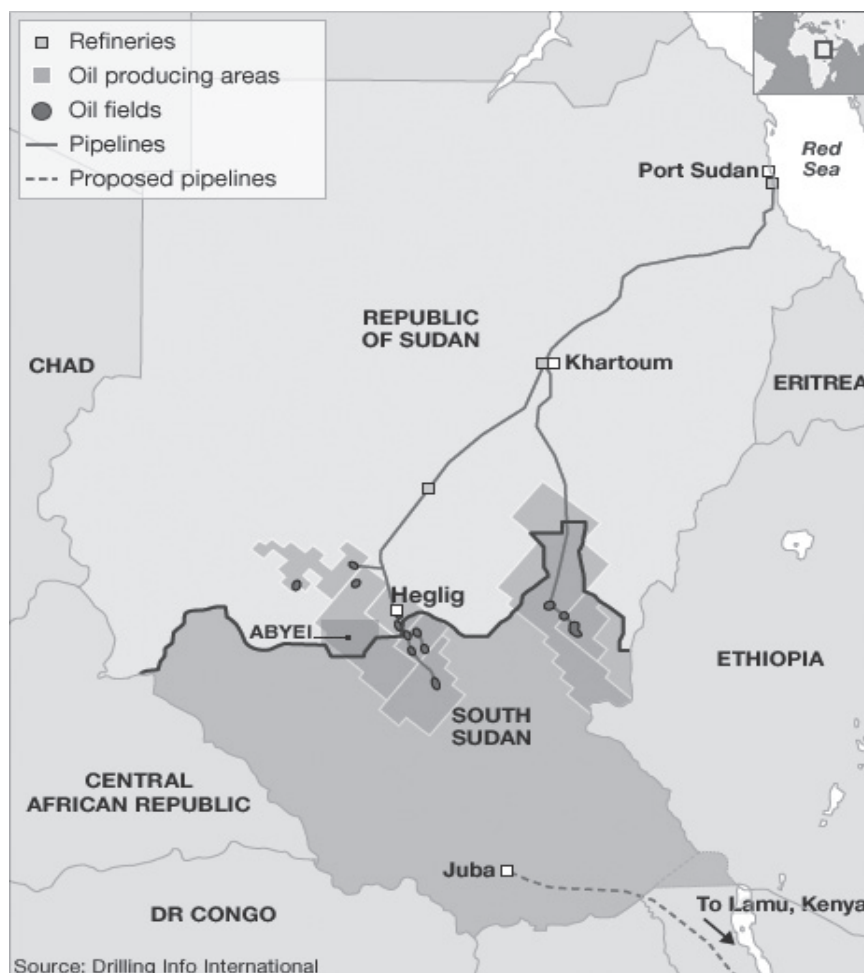 Refineries
Oil producing areas
Oil fields
Pipelines
Proposed pipelines
Red
Sea
Port Sudan
REPUBLIC
OF SUDAN
CHAD
Khartoum
ERITREA
Heglig
ABYEI
ETHIOPIA
SOUTH
SUDAN
CENTRAL
AFRICAN REPUBLIC
Juba
To Lamu, Kenya
DR CONGO
Source: Drilling Info International